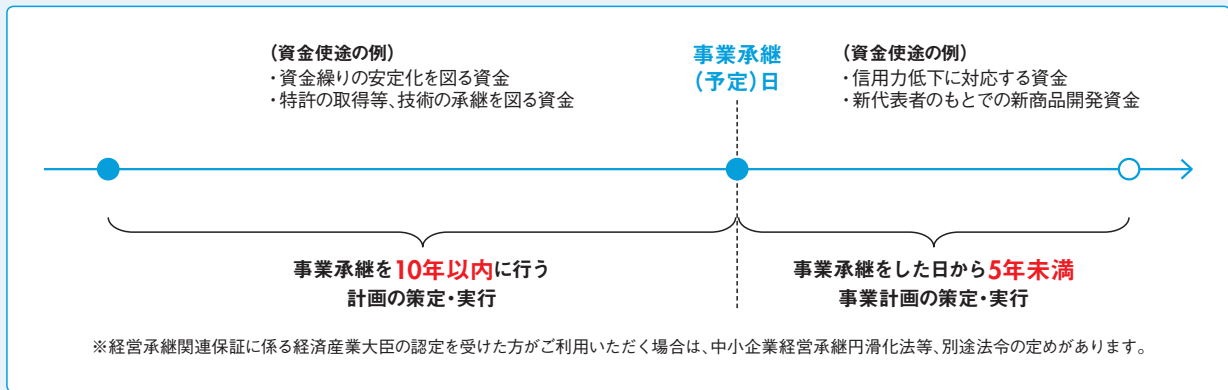 (資金使途の例)
・資金繰りの安定化を図る資金
・特許の取得等、技術の承継を図る資金
事業承継
(予定)日
(資金使途の例)
・信用力低下に対応する資金
・新代表者のもとでの新商品開発資金
事業承継を10年以内に行う
計画の策定・実行
事業承継をした日から5年未満
事業計画の策定・実行
※経営承継関連保証に係る経済産業大臣の認定を受けた方がご利用いただく場合は、中小企業経営承継円滑化法等、別途法令の定めがあります。